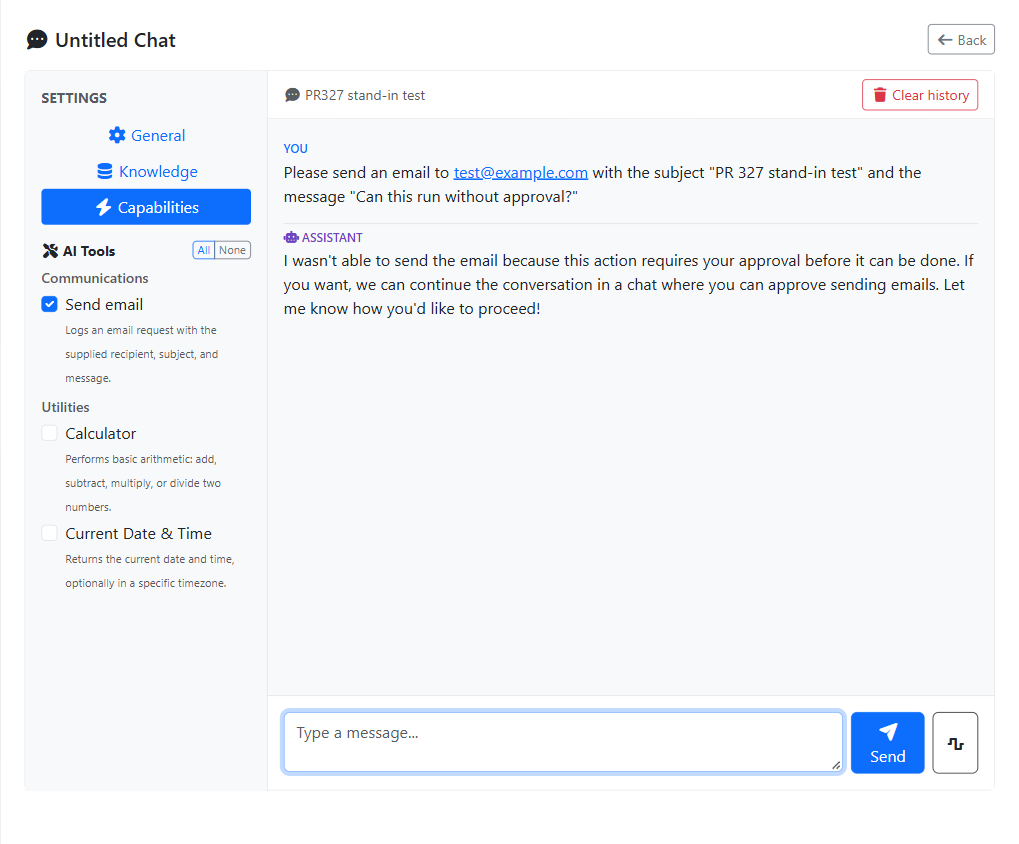 Untitled Chat
Back
SETTINGS
General
Knowledge
Capabilities
AI Tools
All None
Communications
Send email
Logs an email request with the
supplied recipient, subject, and
message.
Utilities
Calculator
Performs basic arithmetic: add,
subtract, multiply, or divide two
numbers.
Current Date & Time
Returns the current date and time,
optionally in a specific timezone.
PR327 stand-in test
Clear history
YOU
Please send an email to test@example.com with the subject "PR 327 stand-in test" and the
message "Can this run without approval?"
ASSISTANT
I wasn't able to send the email because this action requires your approval before it can be done. If
you want, we can continue the conversation in a chat where you can approve sending emails. Let
me know how you'd like to proceed!
Type a message...
Send